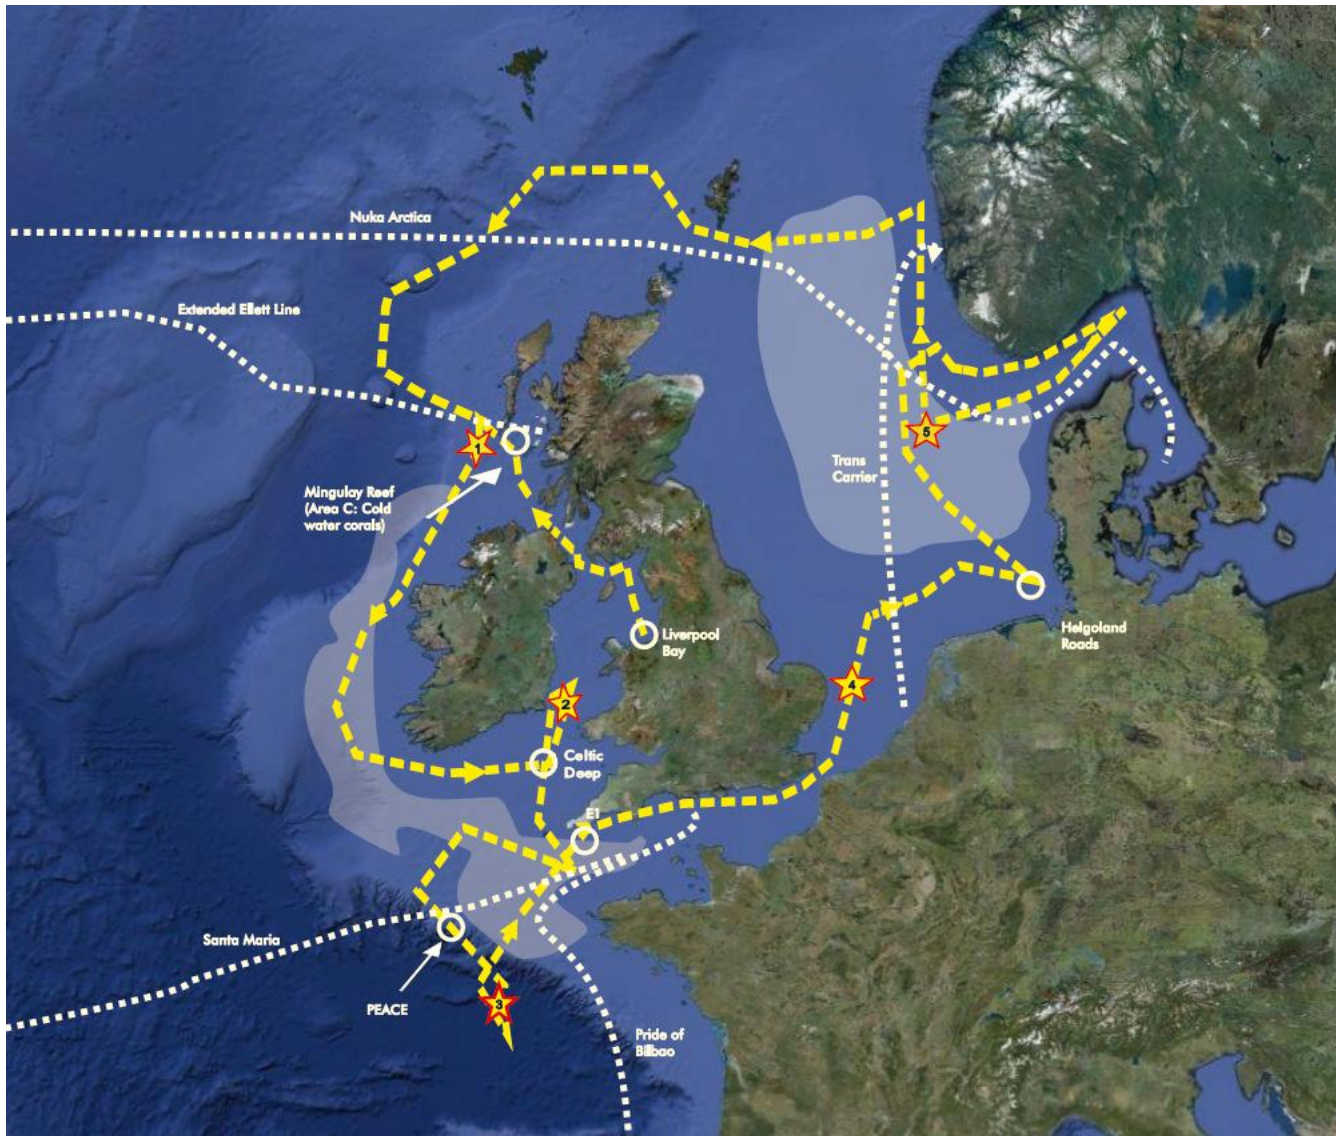 Nuka Arctica
Extended Ellett Line
1
5
Mingulay Reef
(Area C: Cold
water corals)
Trans
Carrier
Liverpool
Bay
Helgoland
Roads
4
2
Celtic
Deep
E1
Santa Maria
PEACE
3
Pride of
Bilbao